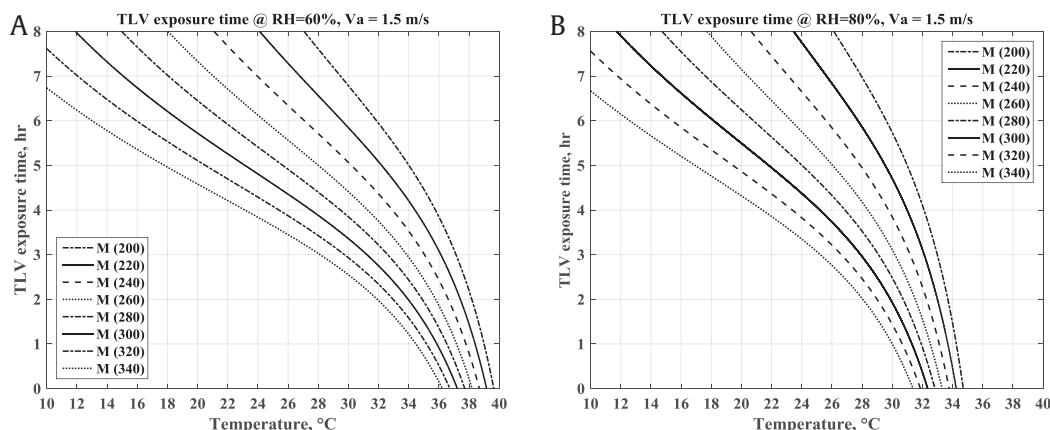 A
TLV exposure time @ RH=60%, Va = 1.5 m/s
8
7
6
5
4
3
2
1
0
TLV exposure time, hr
M (200)
M (220)
M (240)
M (260)
M (280)
M (300)
M (320)
M (340)
10 12 14 16 18 20 22 24 26 28 30 32 34 36 38 40
Temperature, °C
B
TLV exposure time @ RH=80%, Va = 1.5 m/s
8
7
6
5
4
3
2
1
0
TLV exposure time, hr
M (200)
M (220)
M (240)
M (260)
M (280)
M (300)
M (320)
M (340)
10 12 14 16 18 20 22 24 26 28 30 32 34 36 38 40
Temperature, °C